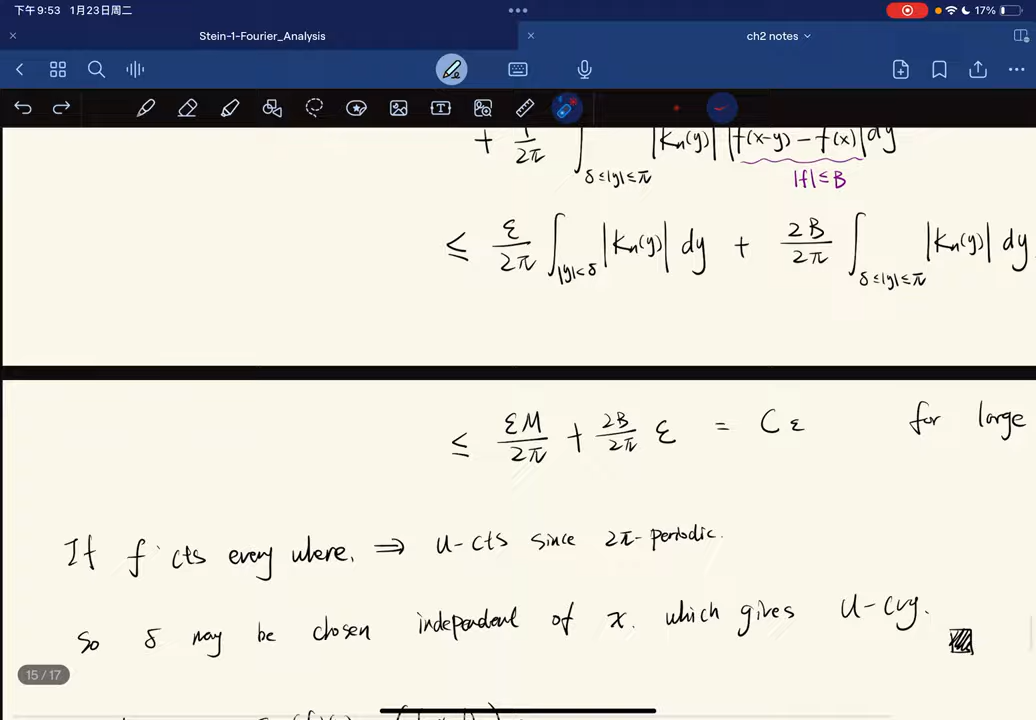 下午9:53 1月23日周二
17%
Stein-1-Fourier_Analysis
ch2 notes
+ 1/2π ∫_{δ≤|y|≤π} |Kn(y)| |f(x-y) - f(x)| dy
|f| ≤ B
≤ ε/2π ∫_{|y|<δ} |Kn(y)| dy + 2B/2π ∫_{δ≤|y|≤π} |Kn(y)| dy.
≤ εM/2π + 2B/2π ε = Cε for large
If f cts every where. ⇒ u-cts since 2π-periodic.
So δ may be chosen independent of x. which gives u-cvg.
15 / 17